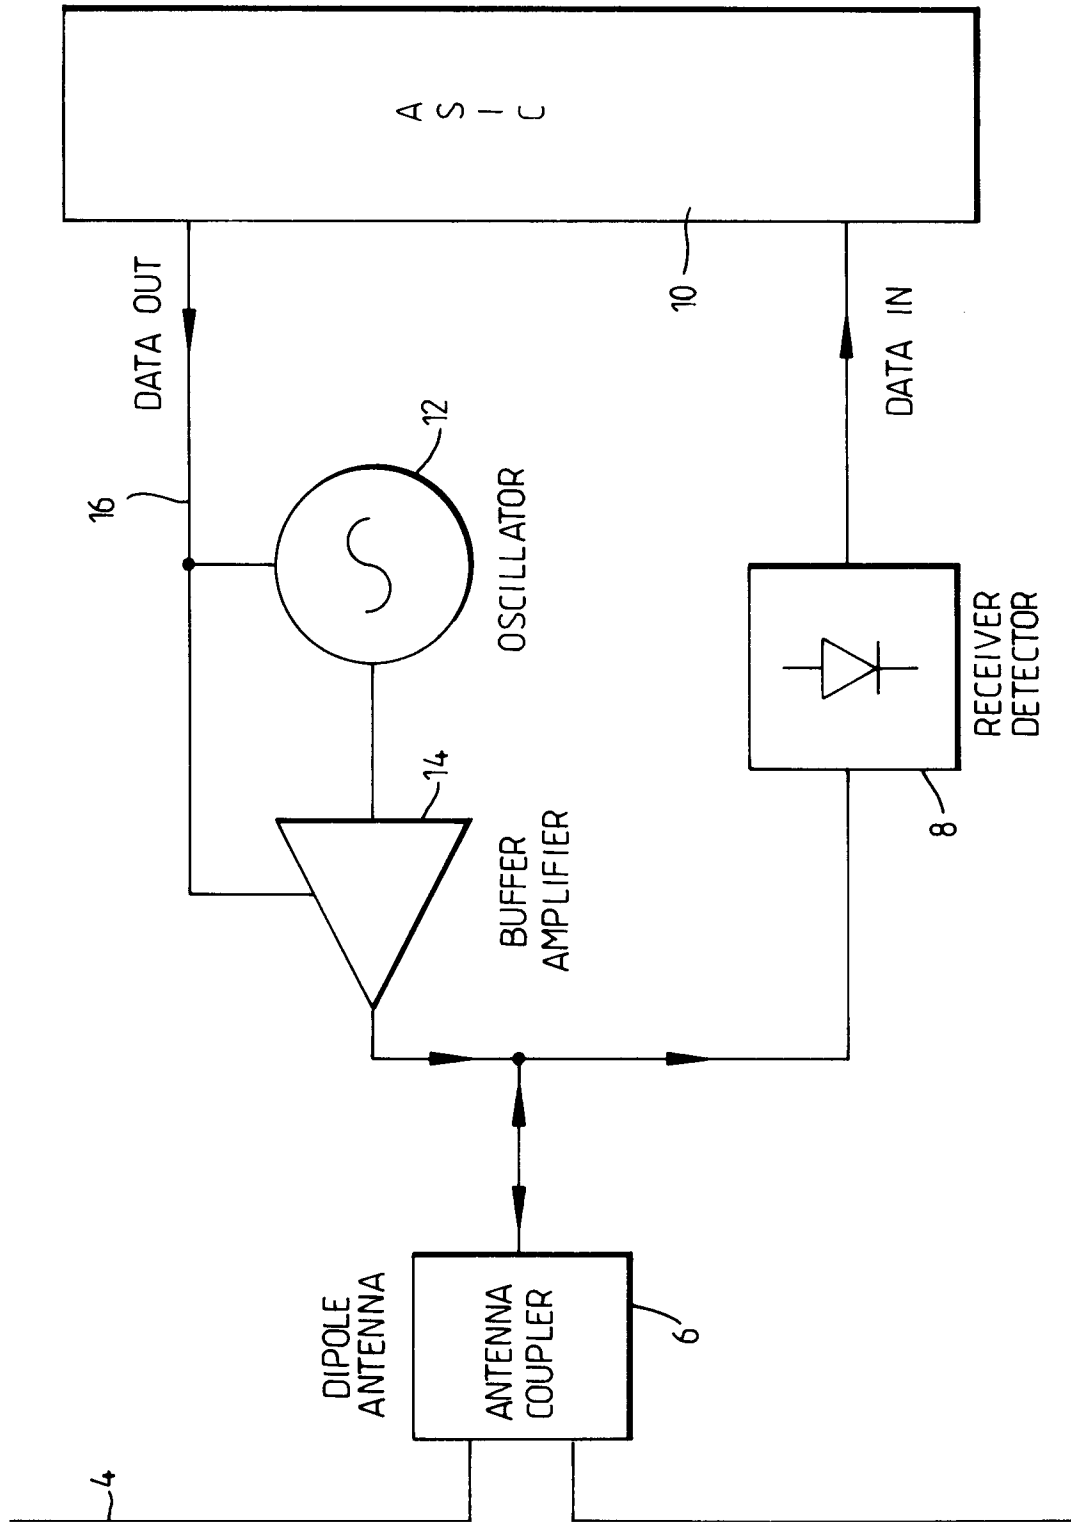 4
DIPOLE
ANTENNA
ANTENNA
COUPLER
6
BUFFER
AMPLIFIER
14
16
OSCILLATOR
12
DATA OUT
RECEIVER
DETECTOR
8
DATA IN
10
ASIC